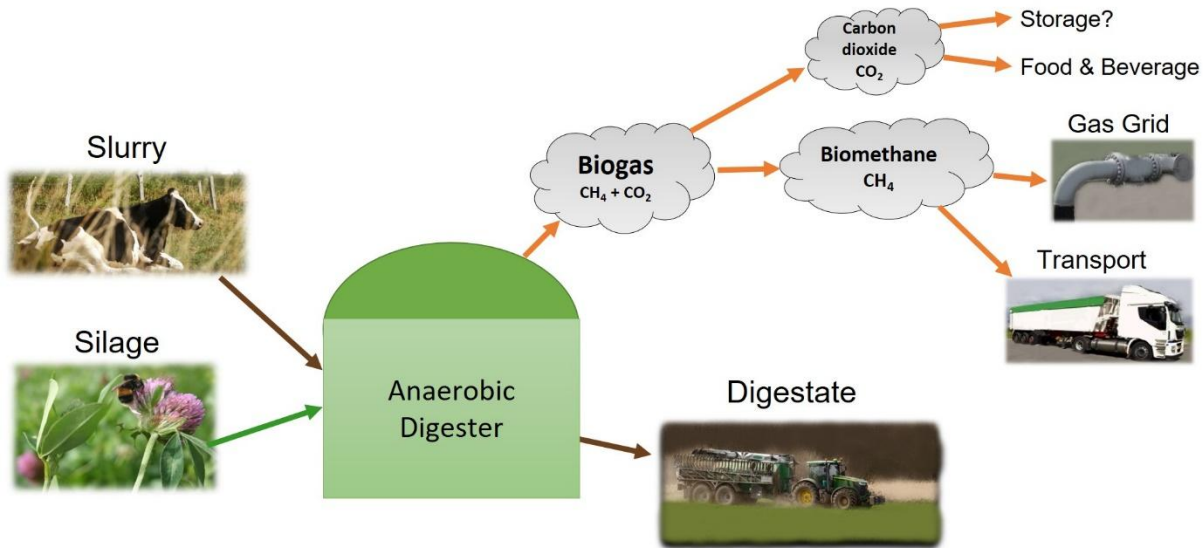 Carbon
dioxide
CO₂
Storage?
Food & Beverage
Gas Grid
Slurry
Biogas
CH₄ + CO₂
Biomethane
CH₄
Transport
Silage
Anaerobic
Digester
Digestate